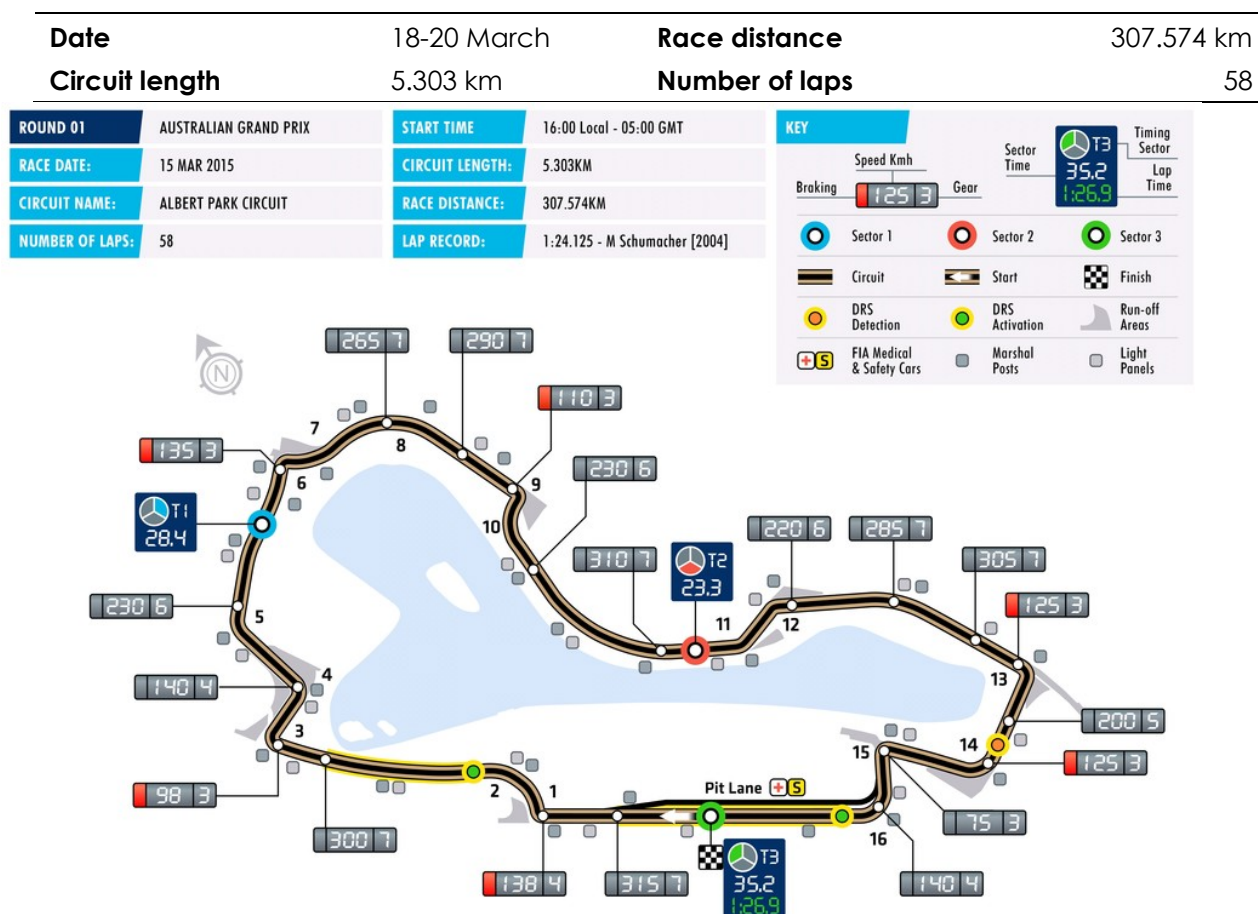 Date 18-20 March Race distance 307.574 km
Circuit length 5.303 km Number of laps 58
ROUND 01 AUSTRALIAN GRAND PRIX START TIME 16:00 Local - 05:00 GMT KEY
RACE DATE: 15 MAR 2015 CIRCUIT LENGTH: 5.303KM
CIRCUIT NAME: ALBERT PARK CIRCUIT RACE DISTANCE: 307.574KM
NUMBER OF LAPS: 58 LAP RECORD: 1:24.125 - M Schumacher [2004]
Speed Kmh
Braking 125 3 Gear
Sector Time
T3
35.2
1:26.9
Timing Sector
Lap Time
Sector 1 Sector 2 Sector 3
Circuit Start Finish
DRS Detection DRS Activation Run-off Areas
FIA Medical & Safety Cars S Marshal Posts Light Panels
N
265 7
290 7
110 3
7
8
135 3
6
9
230 6
T1
28.4
10
220 6
285 7
310 7
T2
23.3
305 7
11
12
125 3
230 6
5
4
13
140 4
200 5
3
14
15
125 3
2
1
Pit Lane S
98 3
75 3
16
300 7
138 4
315 7
T3
35.2
1:26.9
140 4